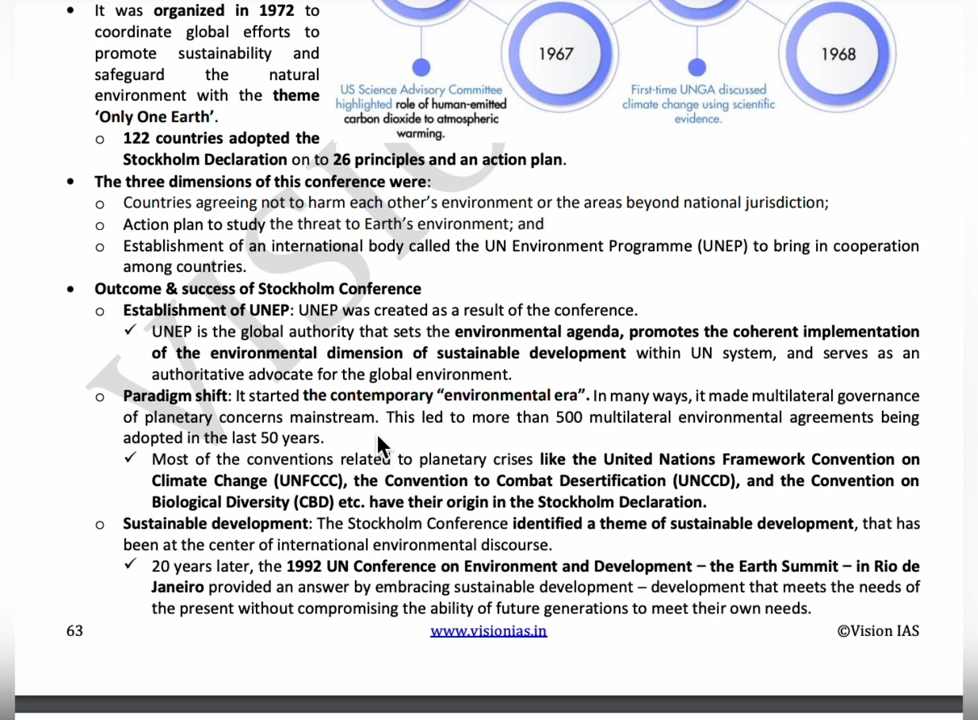 • It was organized in 1972 to
coordinate global efforts to
promote sustainability and
safeguard the natural
environment with the theme
‘Only One Earth’.
1967
1968
US Science Advisory Committee
highlighted role of human-emitted
carbon dioxide to atmospheric
warming.
First-time UNGA discussed
climate change using scientific
evidence.
o 122 countries adopted the
Stockholm Declaration on to 26 principles and an action plan.
• The three dimensions of this conference were:
o Countries agreeing not to harm each other’s environment or the areas beyond national jurisdiction;
o Action plan to study the threat to Earth’s environment; and
o Establishment of an international body called the UN Environment Programme (UNEP) to bring in cooperation
among countries.
• Outcome & success of Stockholm Conference
o Establishment of UNEP: UNEP was created as a result of the conference.
✓ UNEP is the global authority that sets the environmental agenda, promotes the coherent implementation
of the environmental dimension of sustainable development within UN system, and serves as an
authoritative advocate for the global environment.
o Paradigm shift: It started the contemporary “environmental era”. In many ways, it made multilateral governance
of planetary concerns mainstream. This led to more than 500 multilateral environmental agreements being
adopted in the last 50 years.
✓ Most of the conventions related to planetary crises like the United Nations Framework Convention on
Climate Change (UNFCCC), the Convention to Combat Desertification (UNCCD), and the Convention on
Biological Diversity (CBD) etc. have their origin in the Stockholm Declaration.
o Sustainable development: The Stockholm Conference identified a theme of sustainable development, that has
been at the center of international environmental discourse.
✓ 20 years later, the 1992 UN Conference on Environment and Development – the Earth Summit – in Rio de
Janeiro provided an answer by embracing sustainable development – development that meets the needs of
the present without compromising the ability of future generations to meet their own needs.
63
www.visionias.in
©Vision IAS
VISIO